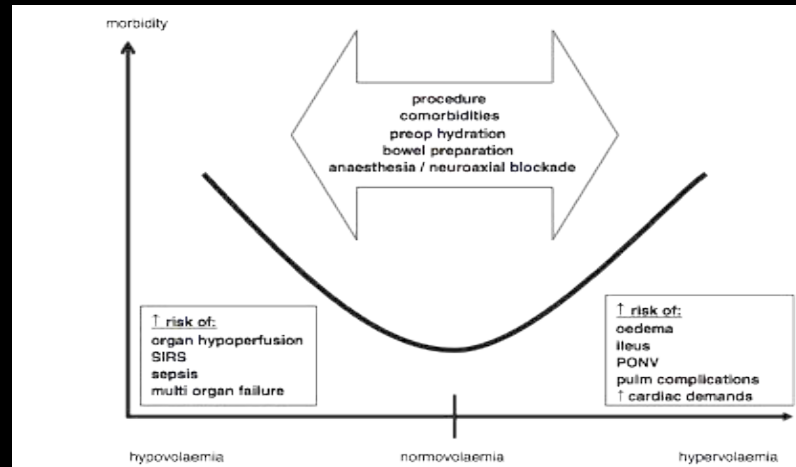 morbidity
procedure
comorbidities
preop hydration
bowel preparation
anaesthesia / neuroaxial blockade
↑ risk of:
organ hypoperfusion
SIRS
sepsis
multi organ failure
↑ risk of:
oedema
ileus
PONV
pulm complications
↑ cardiac demands
hypovolaemia
normovolaemia
hypervolaemia